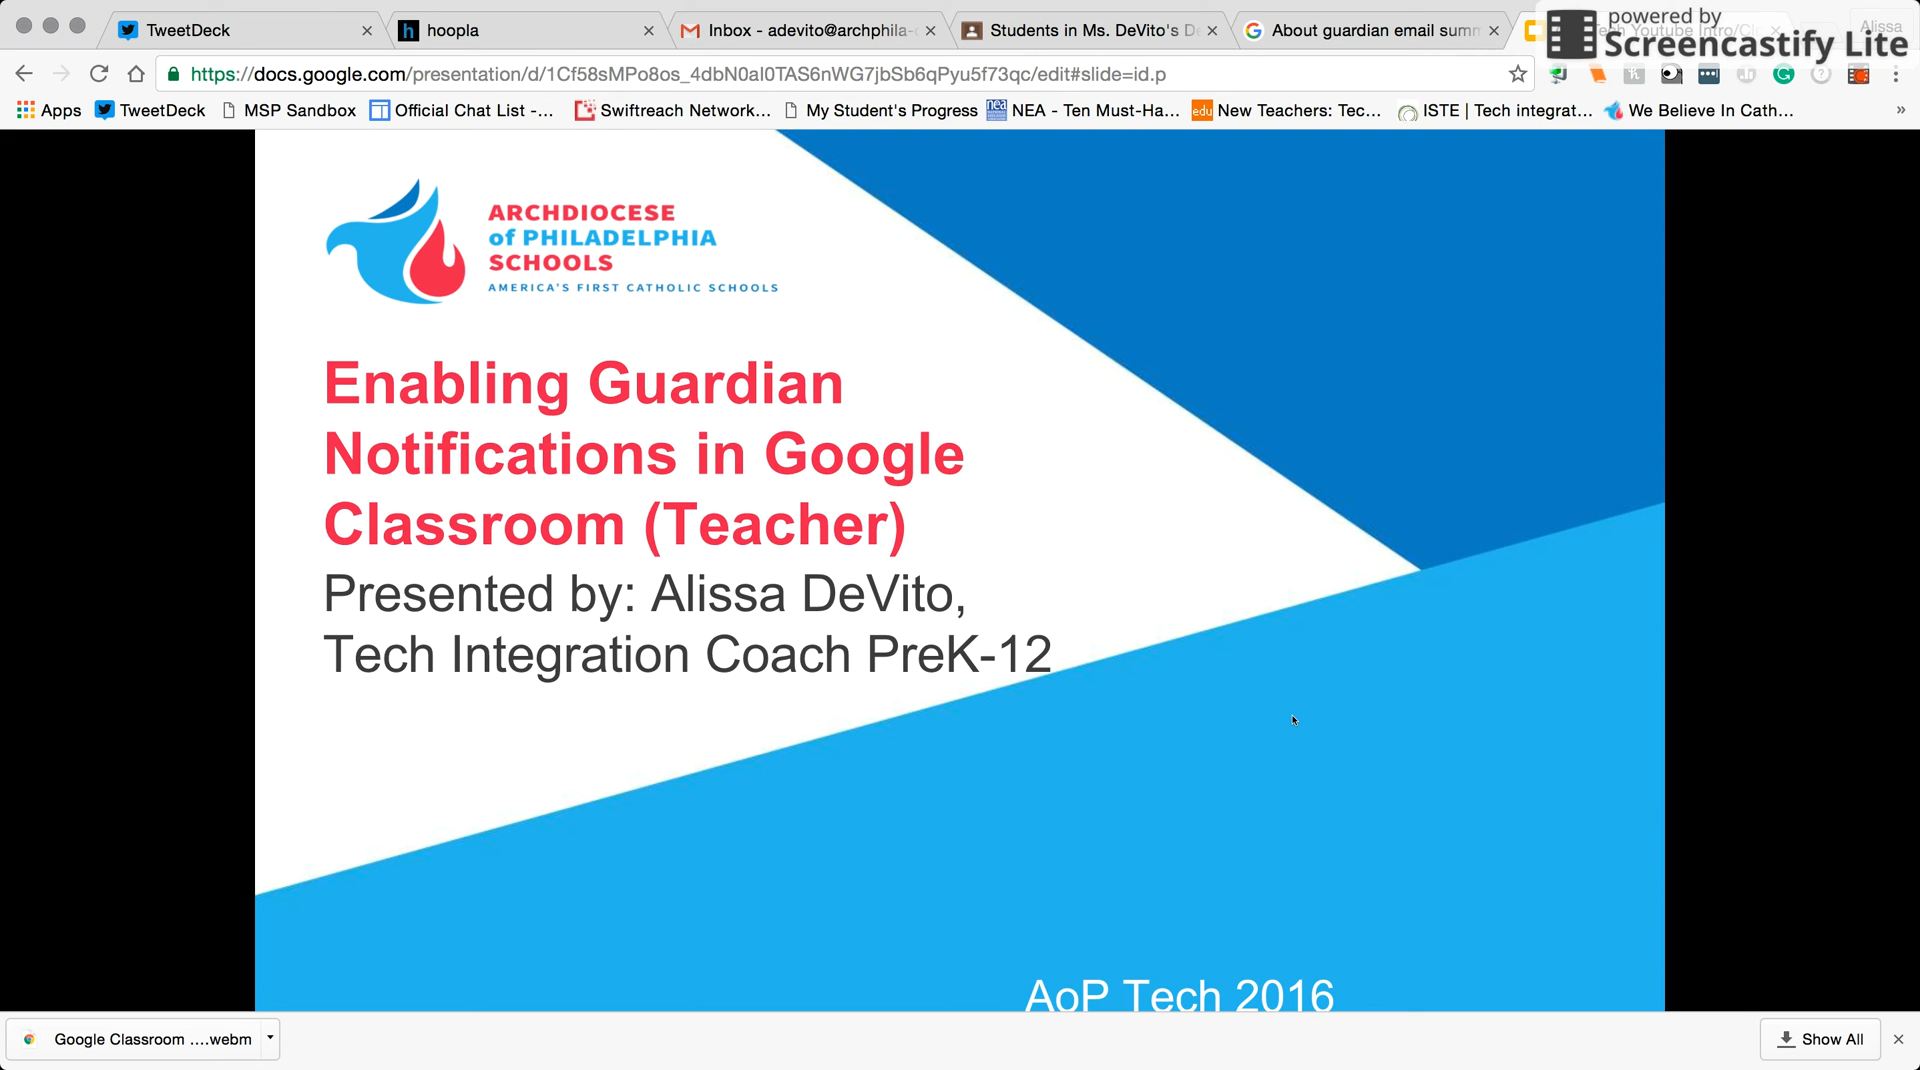 TweetDeck
hoopla
Inbox - adevito@archphila-
Students in Ms. DeVito's D
About guardian email summ
powered by
Screencastify Lite
Alissa
https://docs.google.com/presentation/d/1Cf58sMPo8os_4dbN0al0TAS6nWG7jbSb6qPyu5f73qc/edit#slide=id.p
Apps
TweetDeck
MSP Sandbox
Official Chat List -...
Swiftreach Network...
My Student's Progress
nea
NEA - Ten Must-Ha...
edu
New Teachers: Tec...
ISTE | Tech integrat...
We Believe In Cath...
»
ARCHDIOCESE
of PHILADELPHIA
SCHOOLS
AMERICA'S FIRST CATHOLIC SCHOOLS
Enabling Guardian
Notifications in Google
Classroom (Teacher)
Presented by: Alissa DeVito,
Tech Integration Coach PreK-12
AoP Tech 2016
Google Classroom ....webm
Show All